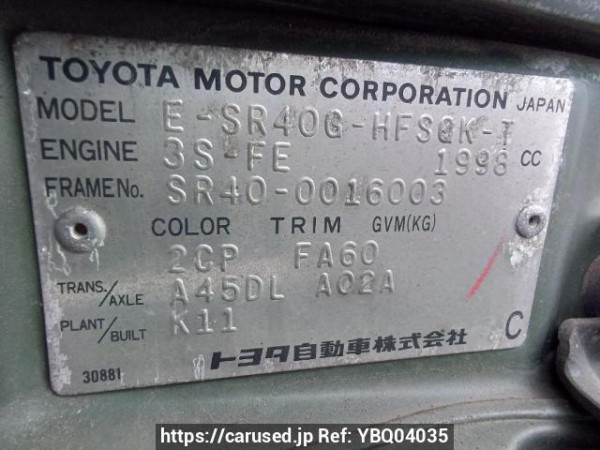 TOYOTA MOTOR CORPORATION JAPAN
MODEL E-SR40G-HFSGK-T
ENGINE 3S-FE 1998 CC
FRAME No. SR40-0016003
COLOR TRIM GVM(KG)
2CP FA60
TRANS./AXLE A45DL A02A
PLANT/BUILT K11
トヨタ自動車株式会社 C
30881
https://carused.jp Ref: YBQ04035